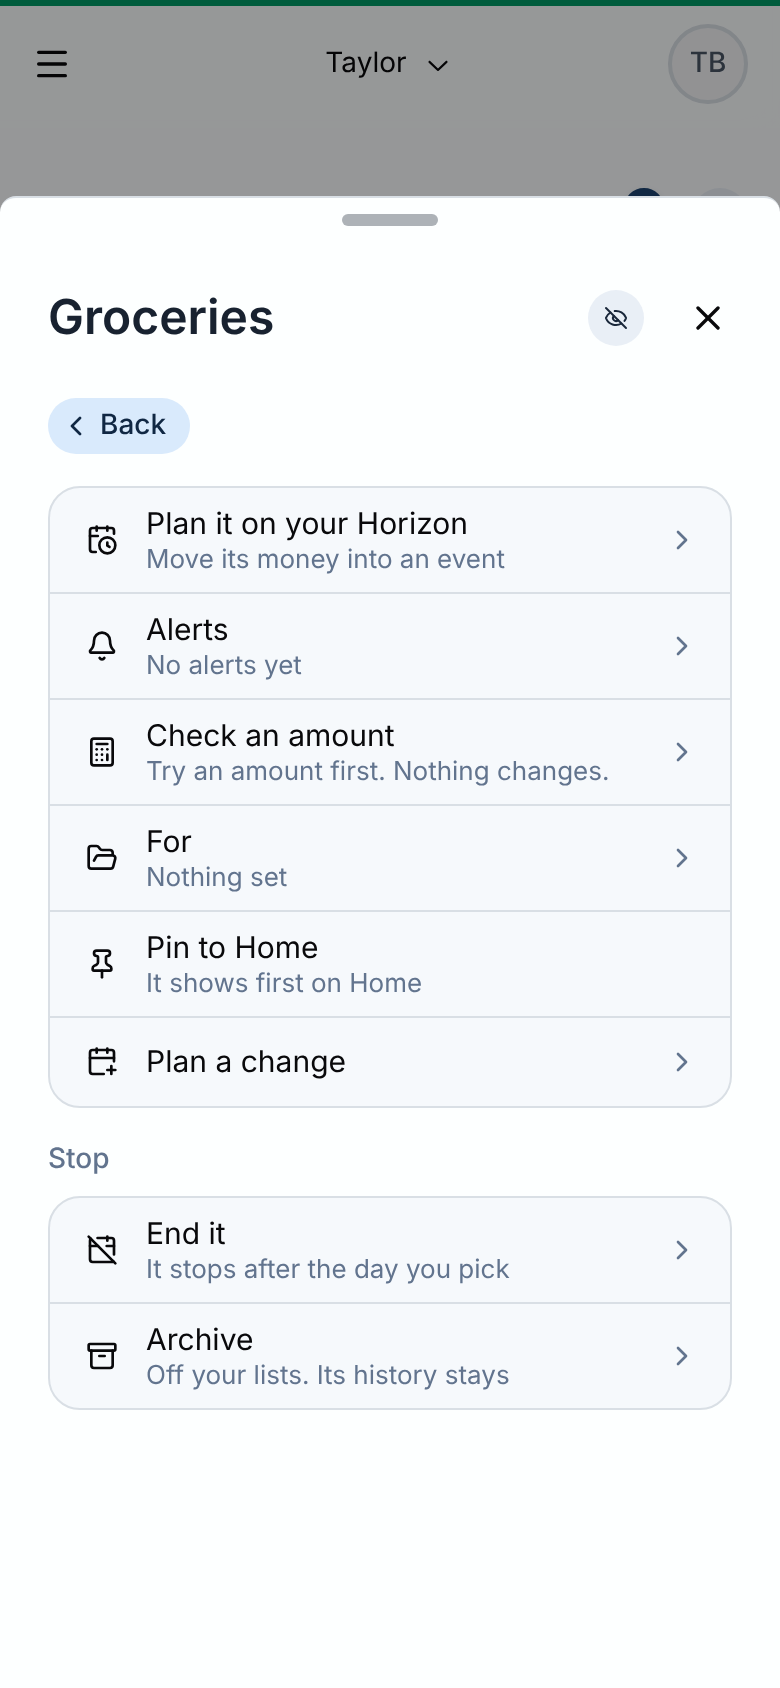 Taylor
TB
Groceries
Back
Plan it on your Horizon
Move its money into an event
Alerts
No alerts yet
Check an amount
Try an amount first. Nothing changes.
For
Nothing set
Pin to Home
It shows first on Home
Plan a change
Stop
End it
It stops after the day you pick
Archive
Off your lists. Its history stays